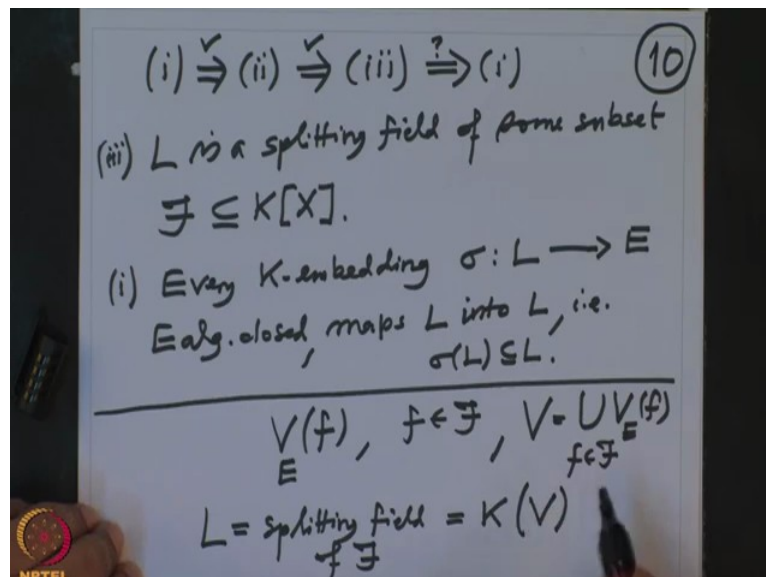 (i) ⇒ (ii) ⇒ (iii) ⇒ (i)
✓ ✓ ?
10
(iii) L is a splitting field of some subset
F ⊆ K[X].
(i) Every K-embedding σ: L ⟶ E
E alg. closed, maps L into L, i.e.
σ(L) ⊆ L.
V_E(f), f ∈ F, V = ∪_{f∈F} V_E(f)
L = splitting field = K(V)
of F
NPTEL